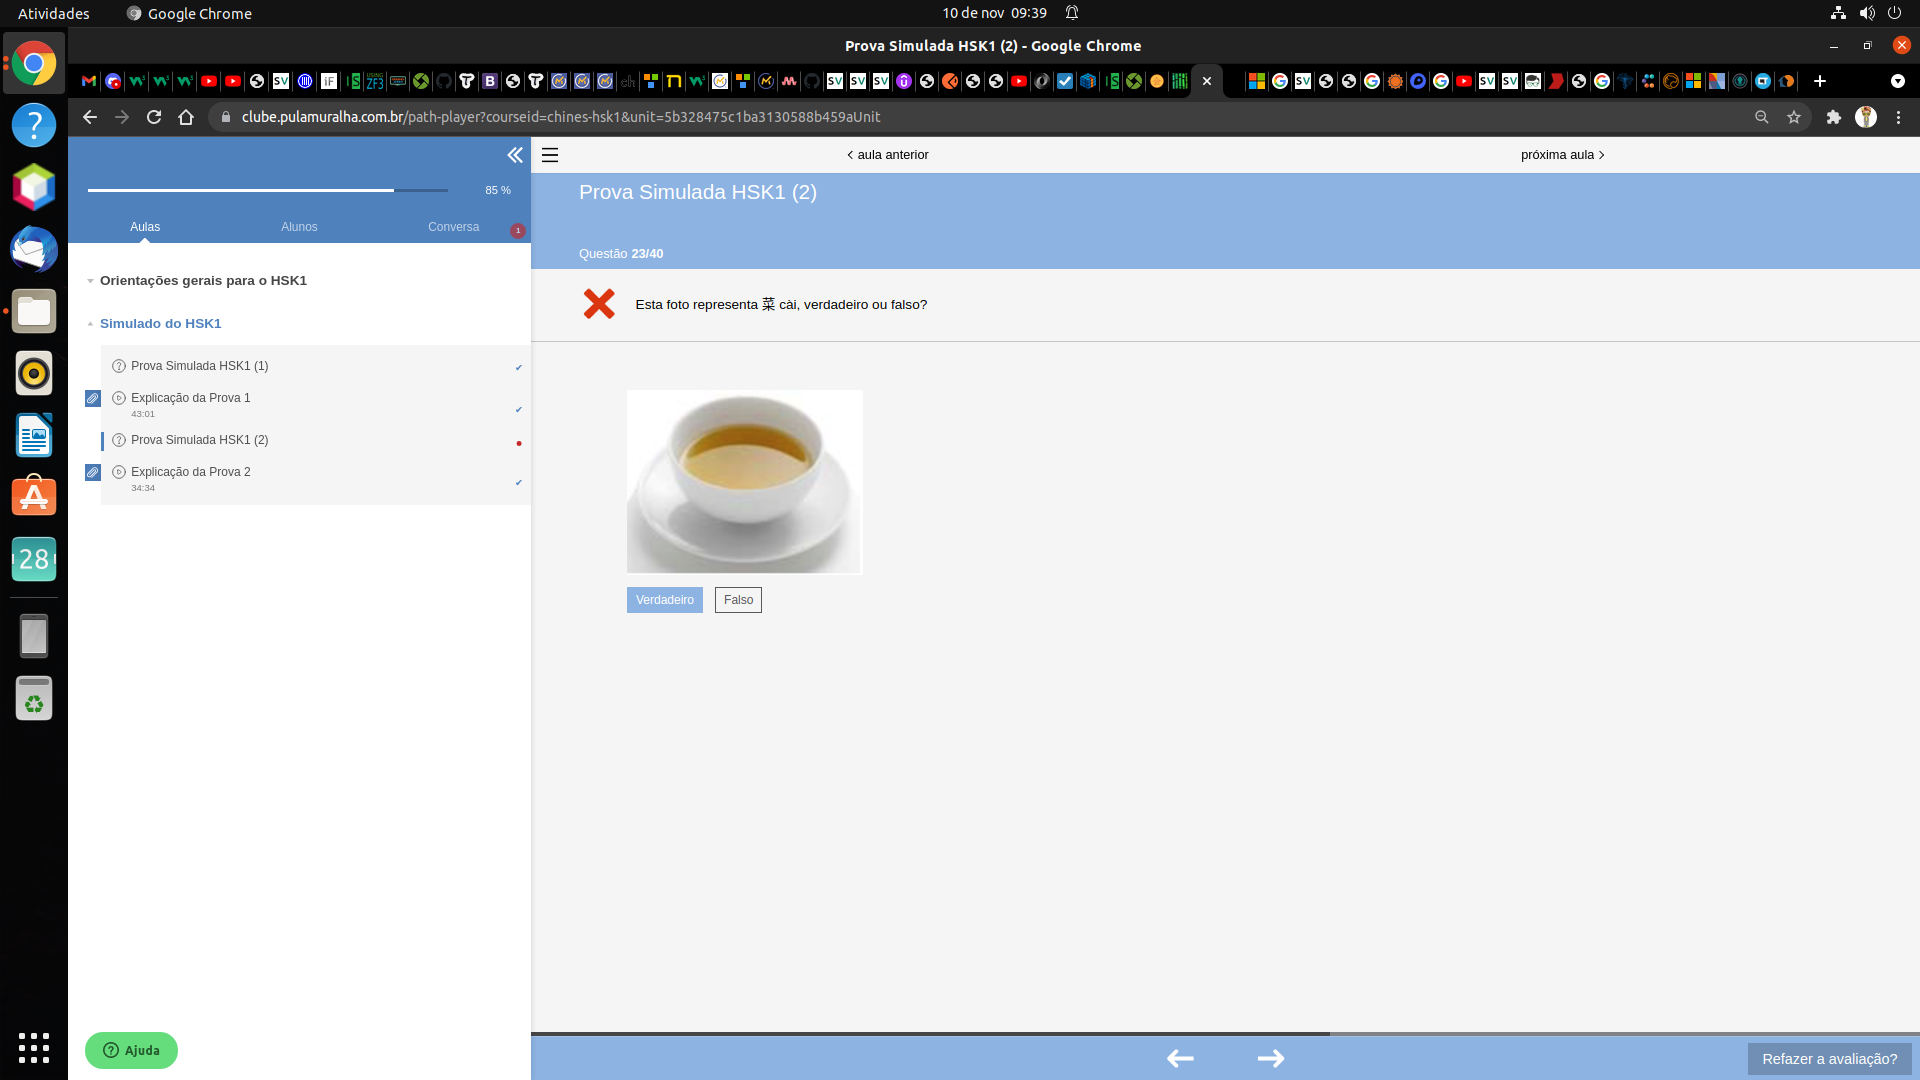 Atividades
Google Chrome
10 de nov 09:39
Prova Simulada HSK1 (2) - Google Chrome
clube.pulamuralha.com.br/path-player?courseid=chines-hsk1&unit=5b328475c1ba3130588b459aUnit
85 %
Aulas
Alunos
Conversa
1
Orientações gerais para o HSK1
Simulado do HSK1
Prova Simulada HSK1 (1)
Explicação da Prova 1
43:01
Prova Simulada HSK1 (2)
Explicação da Prova 2
34:34
Ajuda
28
aula anterior
próxima aula
Prova Simulada HSK1 (2)
Questão 23/40
Esta foto representa 菜 cài, verdadeiro ou falso?
Verdadeiro
Falso
Refazer a avaliação?